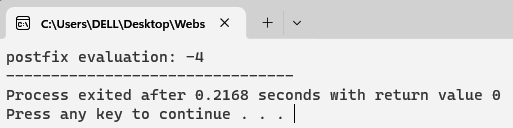 C:\Users\DELL\Desktop\Webs
postfix evaluation: -4
--------------------------------
Process exited after 0.2168 seconds with return value 0
Press any key to continue . . .